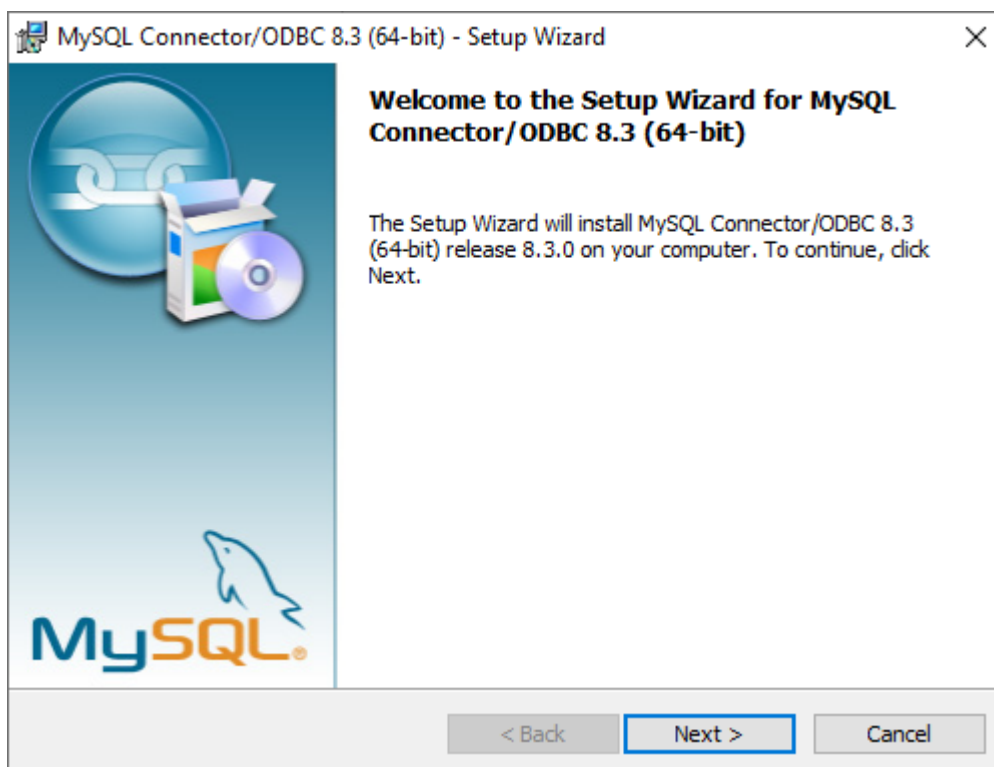 MySQL Connector/ODBC 8.3 (64-bit) - Setup Wizard
Welcome to the Setup Wizard for MySQL
Connector/ODBC 8.3 (64-bit)
The Setup Wizard will install MySQL Connector/ODBC 8.3
(64-bit) release 8.3.0 on your computer. To continue, click
Next.
MySQL®
< Back
Next >
Cancel